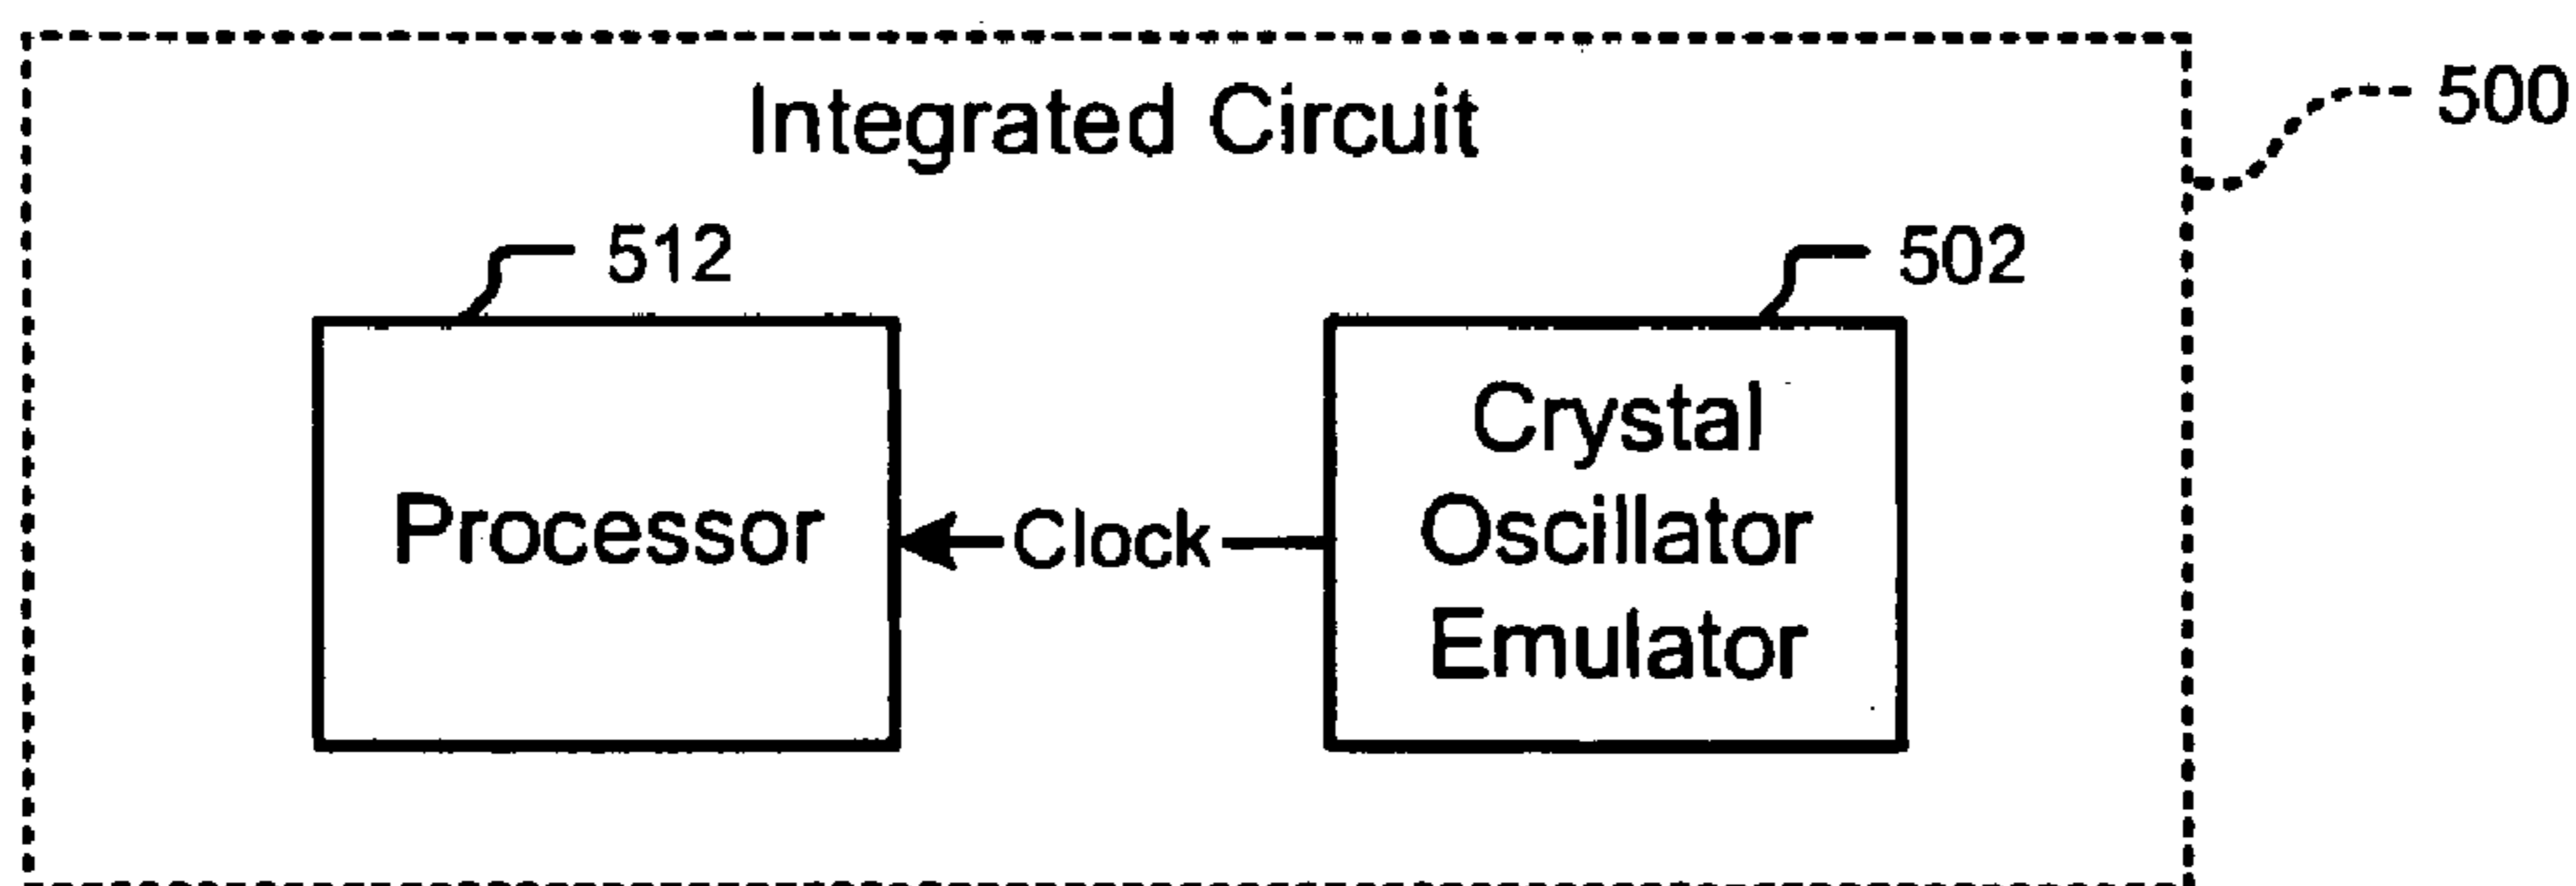 Integrated Circuit
500
512
502
Processor
Clock
Crystal
Oscillator
Emulator